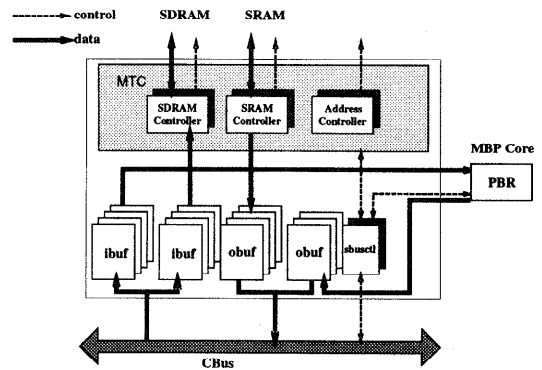 control
SDRAM
SRAM
data
MTC
SDRAM
Controller
SRAM
Controller
Address
Controller
MBP Core
PBR
ibuf
ibuf
obuf
obuf
sbusctl
CBus